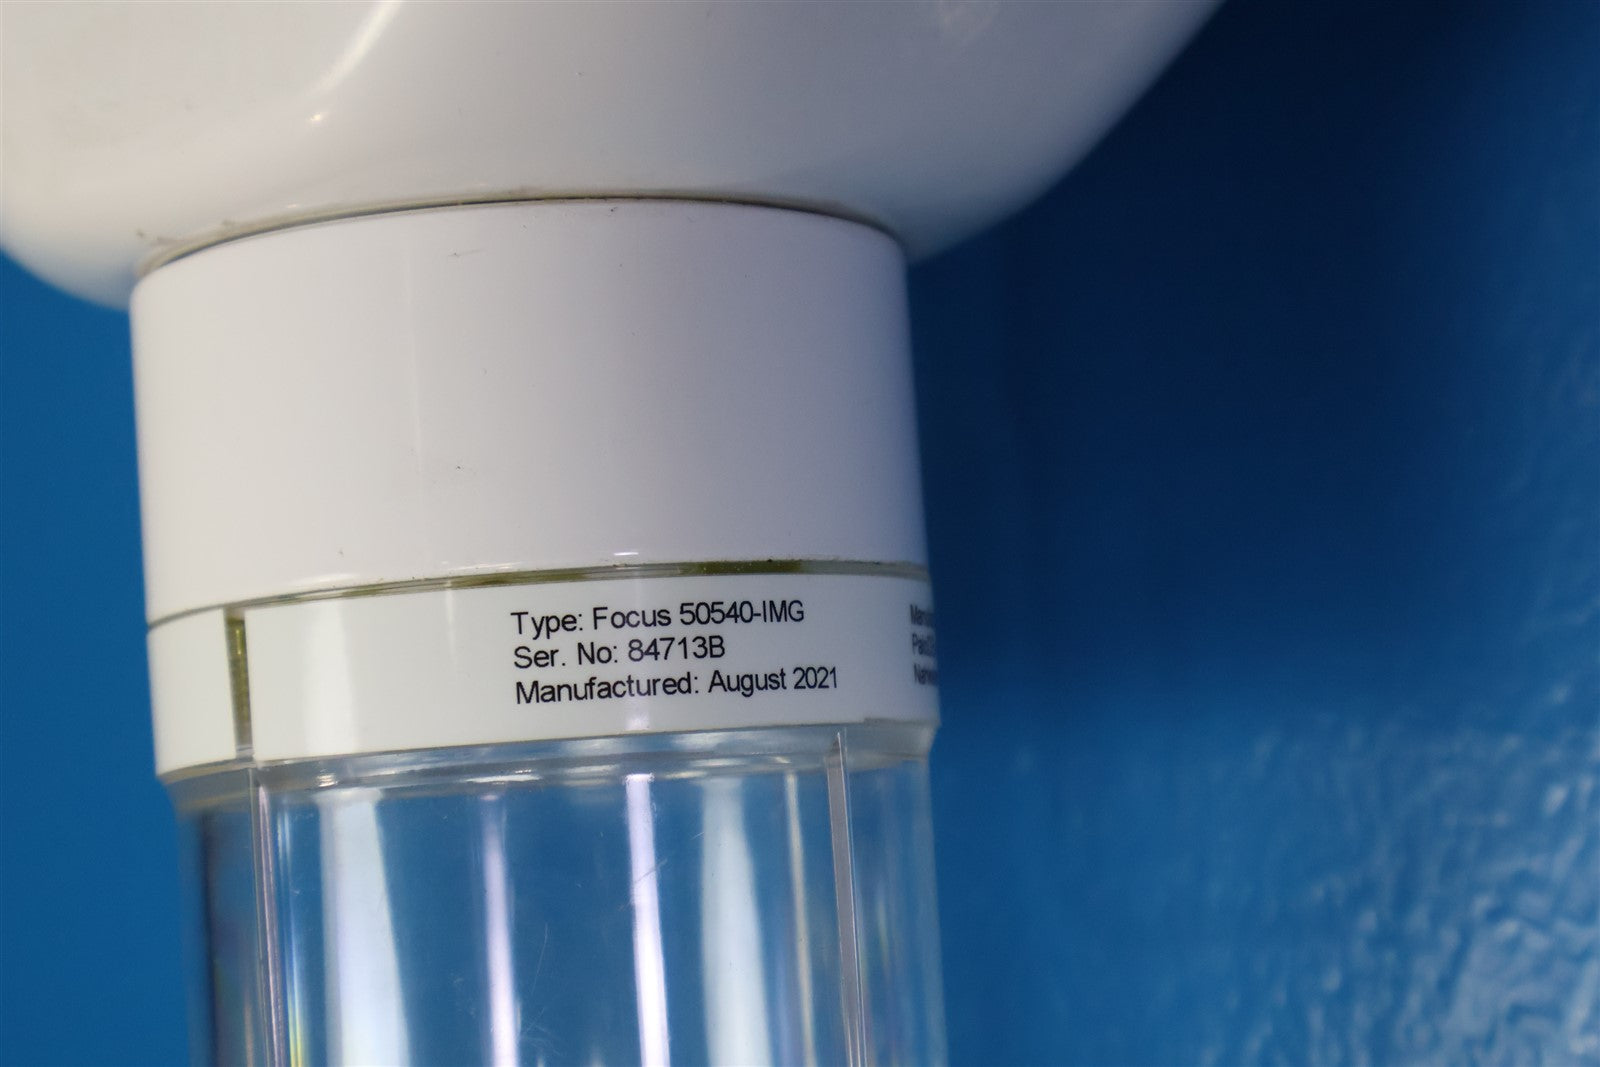 Type: Focus 50540-IMG
Ser. No: 84713B
Manufactured: August 2021